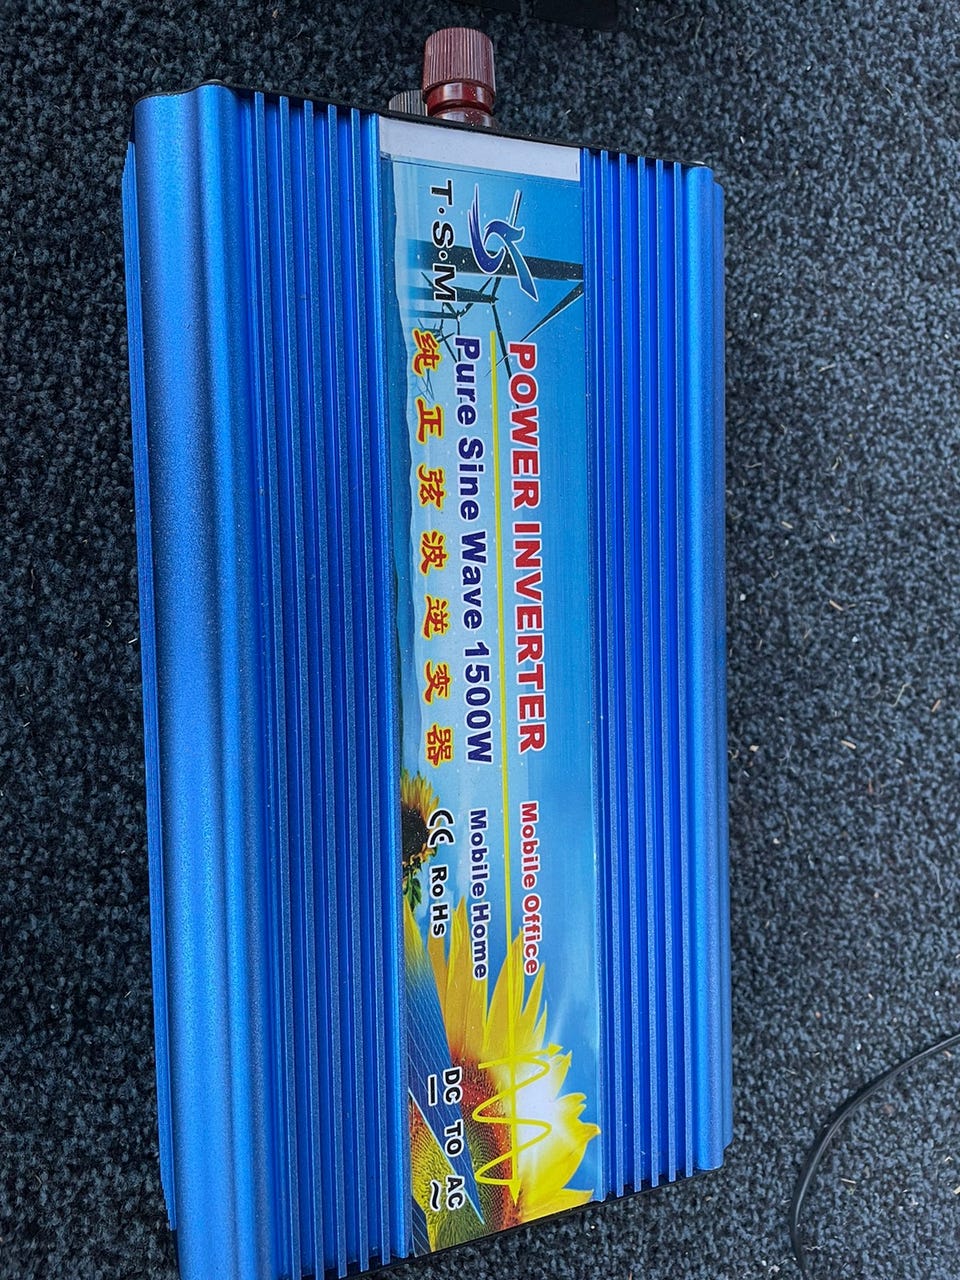 T·S·M
POWER INVERTER
Pure Sine Wave 1500W
纯正弦波逆变器
Mobile Office
Mobile Home
CE RoHs
DC TO AC